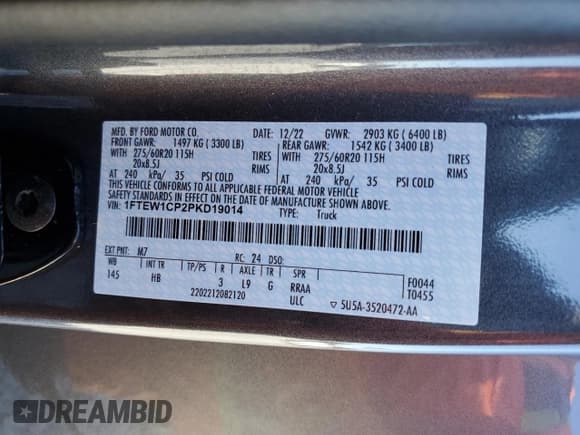 MFD. BY FORD MOTOR CO. DATE: 12/22 GVWR: 2903 KG ( 6400 LB)
FRONT GAWR: 1497 KG ( 3300 LB) REAR GAWR: 1542 KG ( 3400 LB)
WITH 275/60R20 115H TIRES WITH 275/60R20 115H TIRES
20x8.5J RIMS 20x8.5J RIMS
AT 240 kPa/ 35 PSI COLD AT 240 kPa/ 35 PSI COLD
THIS VEHICLE CONFORMS TO ALL APPLICABLE FEDERAL MOTOR VEHICLE
SAFETY STANDARDS IN EFFECT ON THE DATE OF MANUFACTURE SHOWN ABOVE.
VIN: 1FTEW1CP2PKD19014 TYPE: Truck
EXT PNT: M7 RC: 24 DSO:
WB INT TR TP/PS R AXLE TR SPR F0044
145 HB 3 L9 G RRAA T0455
2202212082120 ULC ▽ 5U5A-3520472-AA
DREAMBID